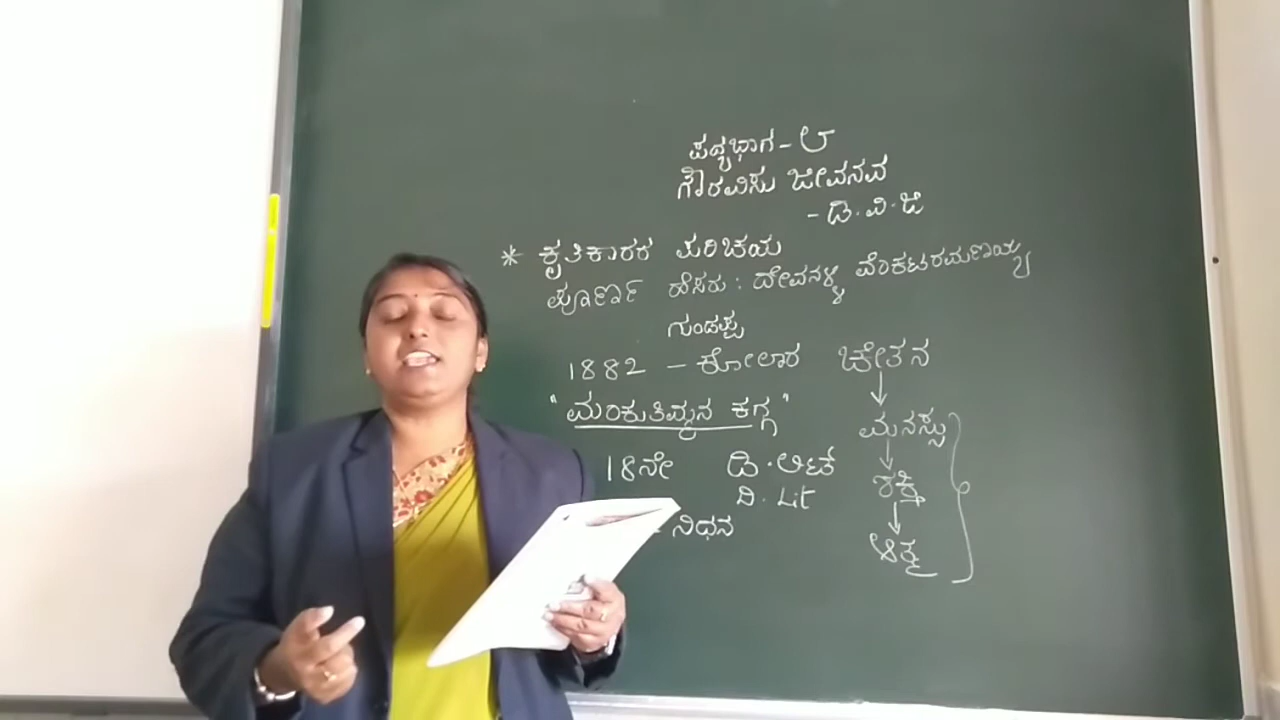 ಪದ್ಯಭಾಗ - ೮
ಗೌರವಿಸು ಜೀವನವ
- ಡಿ.ವಿ.ಜಿ
* ಕೃತಿಕಾರರ ಪರಿಚಯ
ಪೂರ್ಣ ಹೆಸರು : ದೇವನಳ್ಳಿ ವೆಂಕಟರಮಣಯ್ಯ
ಗುಂಡಪ್ಪ
1882 - ಕೋಲಾರ
"ಮಂಕುತಿಮ್ಮನ ಕಗ್ಗ"
18ನೇ ಡಿ.ಲಿಟ್
D. Lit
ನಿಧನ
ಚೇತನ
ಮನಸ್ಸು
ಶಕ್ತಿ
ಆತ್ಮ